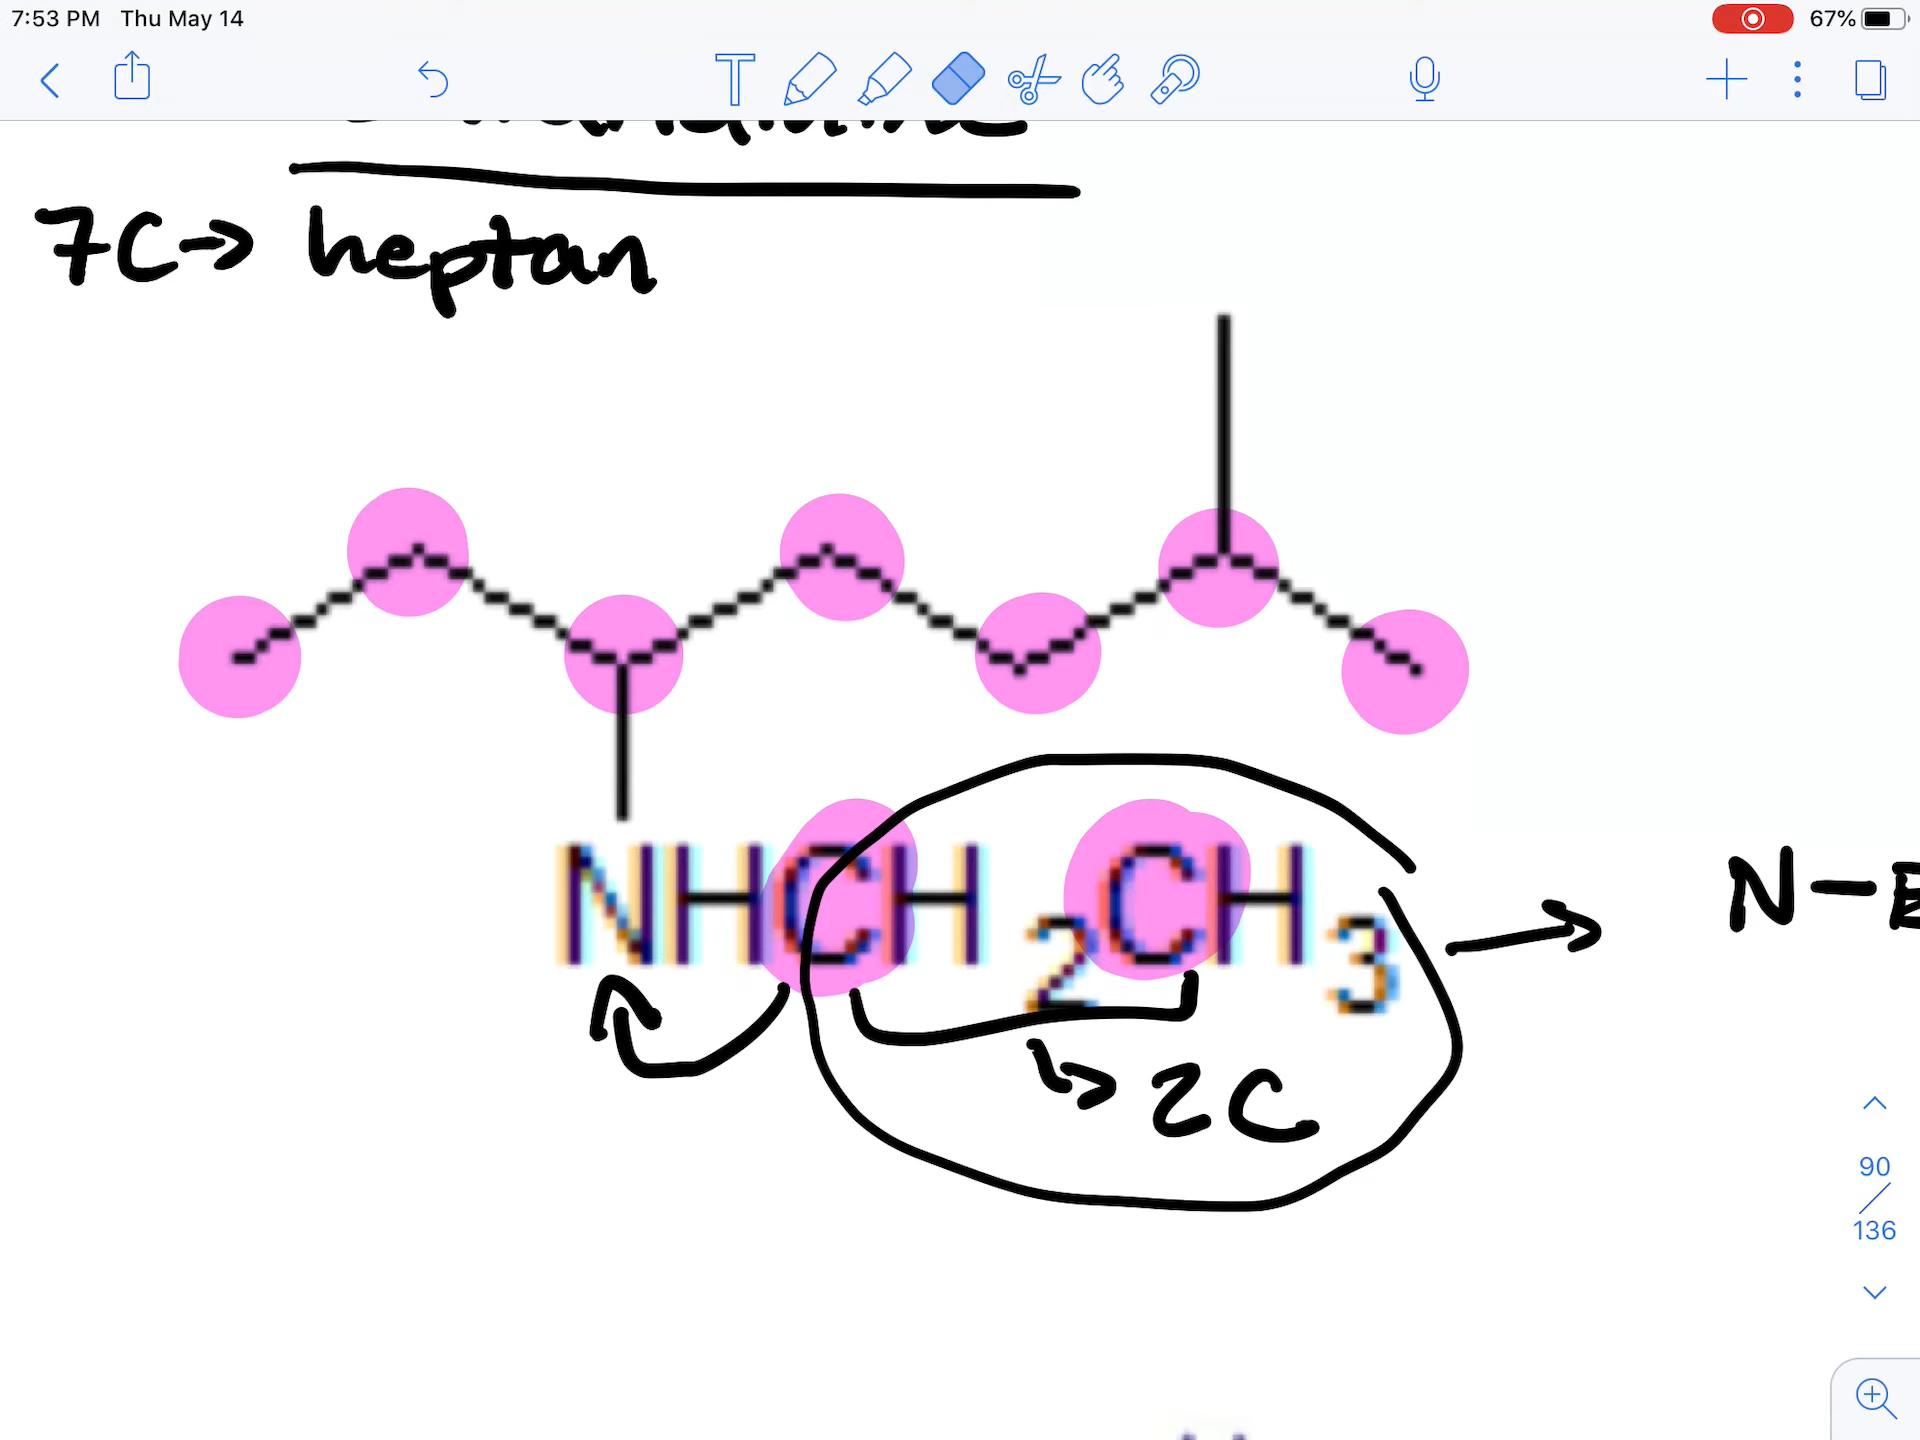 7:53 PM Thu May 14
67%
7C-> heptan
NHCH2CH3
N-E
2C
90
136